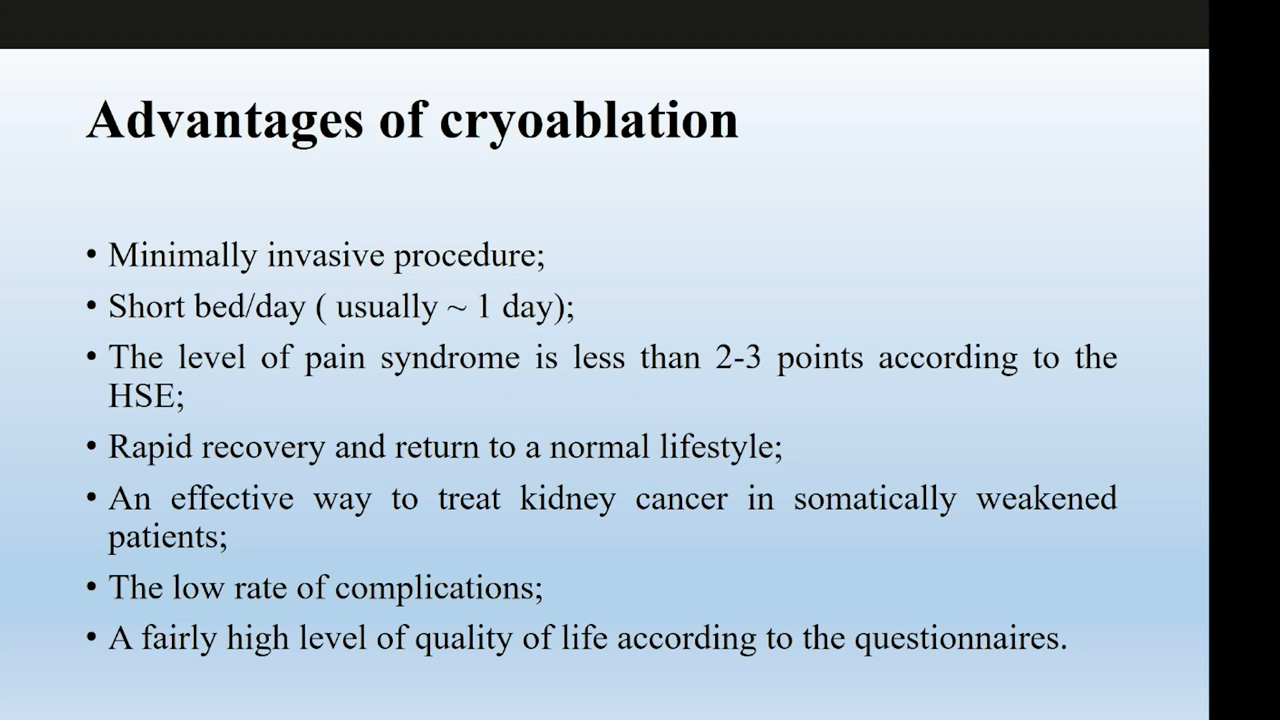 Advantages of cryoablation
• Minimally invasive procedure;
• Short bed/day ( usually ~ 1 day);
• The level of pain syndrome is less than 2-3 points according to the
HSE;
• Rapid recovery and return to a normal lifestyle;
• An effective way to treat kidney cancer in somatically weakened
patients;
• The low rate of complications;
• A fairly high level of quality of life according to the questionnaires.